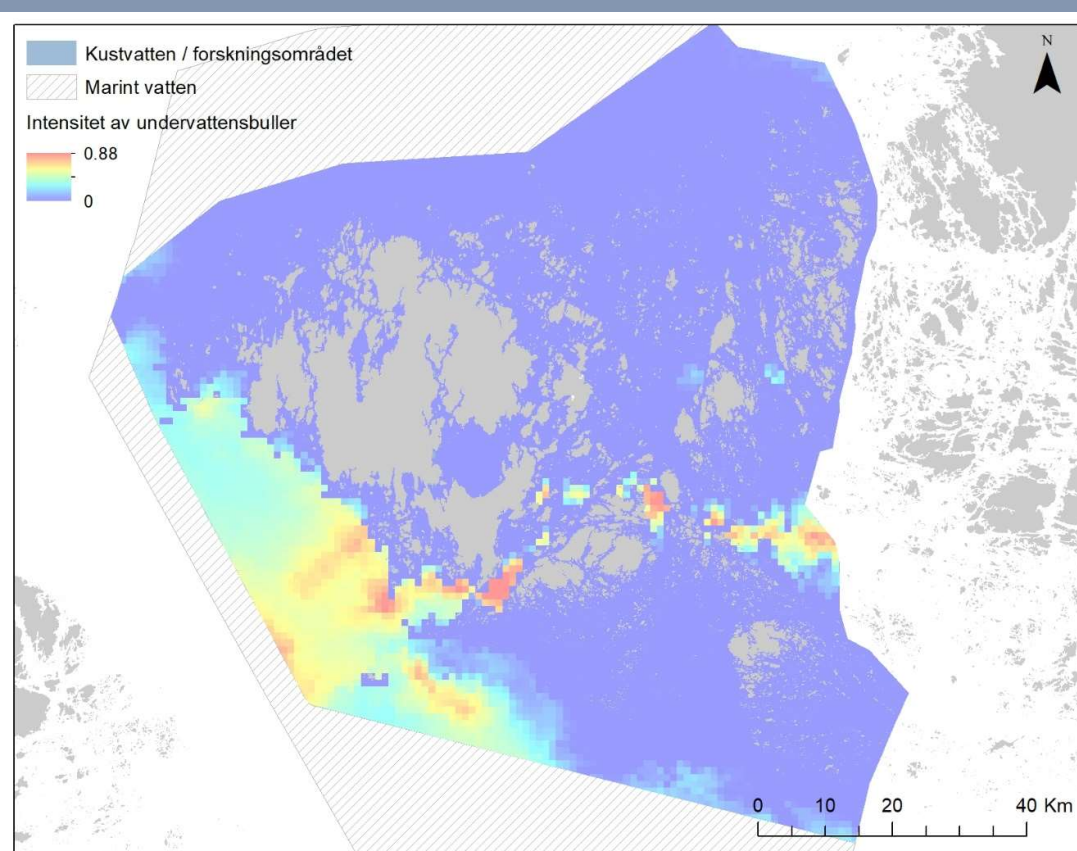 Kustvatten / forskningsområdet
Marint vatten
Intensitet av undervattensbuller
0.88
0
N
0 10 20 40 Km